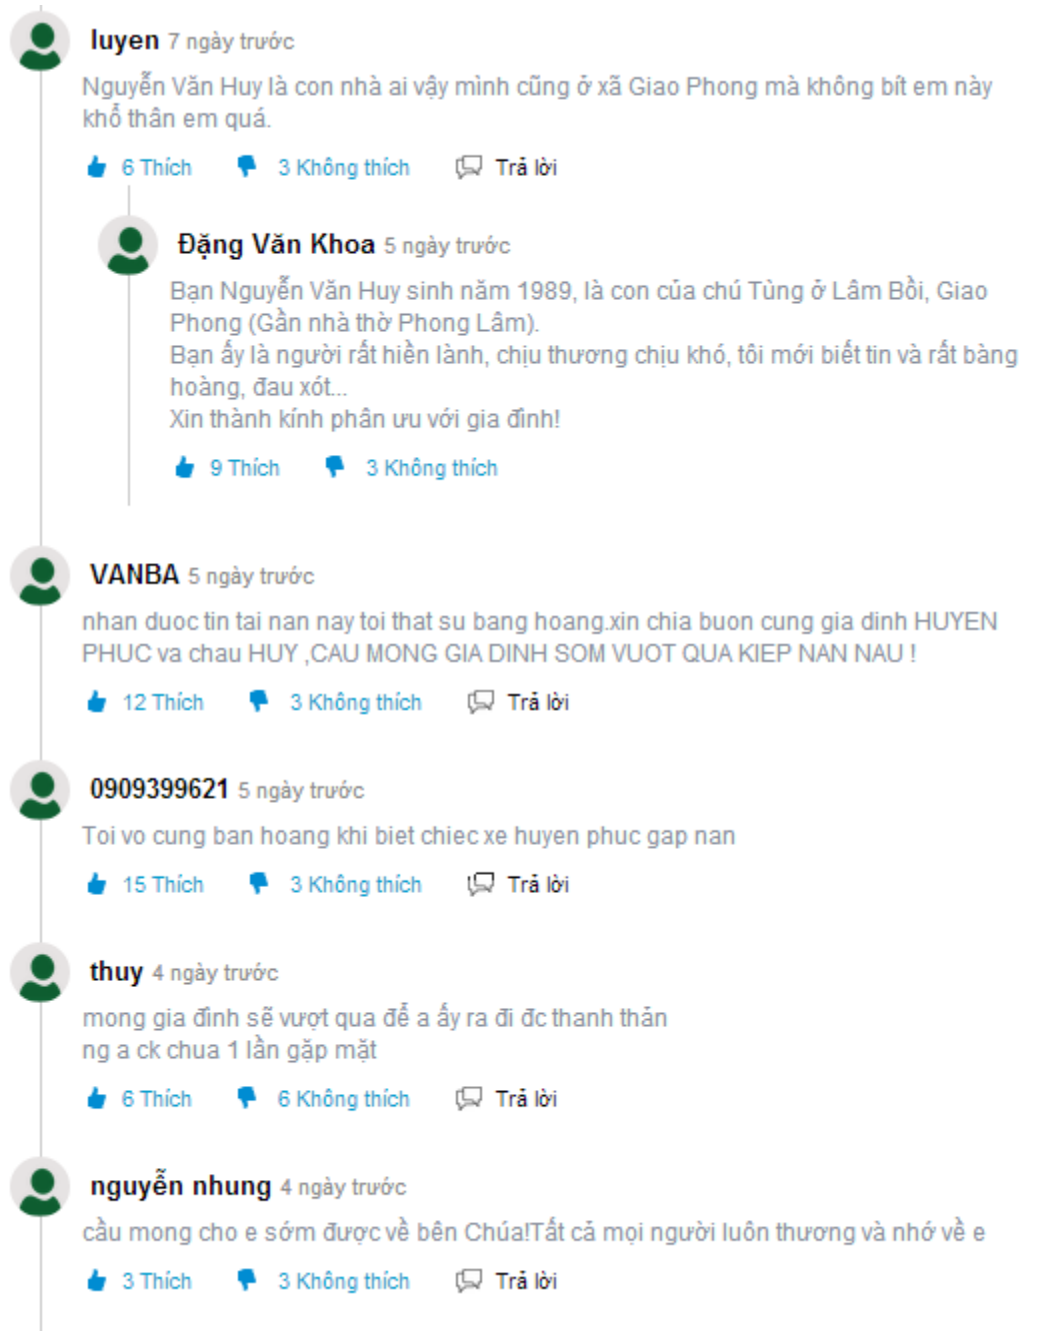 luyen 7 ngày trước
Nguyễn Văn Huy là con nhà ai vậy mình cũng ở xã Giao Phong mà không bít em này
khổ thân em quá.
6 Thích 3 Không thích Trả lời
Đặng Văn Khoa 5 ngày trước
Bạn Nguyễn Văn Huy sinh năm 1989, là con của chú Tùng ở Lâm Bồi, Giao
Phong (Gần nhà thờ Phong Lâm).
Bạn ấy là người rất hiền lành, chịu thương chịu khó, tôi mới biết tin và rất bàng
hoàng, đau xót...
Xin thành kính phân ưu với gia đình!
9 Thích 3 Không thích
VANBA 5 ngày trước
nhan duoc tin tai nan nay toi that su bang hoang.xin chia buon cung gia dinh HUYEN
PHUC va chau HUY ,CAU MONG GIA DINH SOM VUOT QUA KIEP NAN NAU !
12 Thích 3 Không thích Trả lời
0909399621 5 ngày trước
Toi vo cung ban hoang khi biet chiec xe huyen phuc gap nan
15 Thích 3 Không thích Trả lời
thuy 4 ngày trước
mong gia đình sẽ vượt qua để a ấy ra đi đc thanh thản
ng a ck chua 1 lần gặp mặt
6 Thích 6 Không thích Trả lời
nguyễn nhung 4 ngày trước
cầu mong cho e sớm được về bên Chúa!Tất cả mọi người luôn thương và nhớ về e
3 Thích 3 Không thích Trả lời